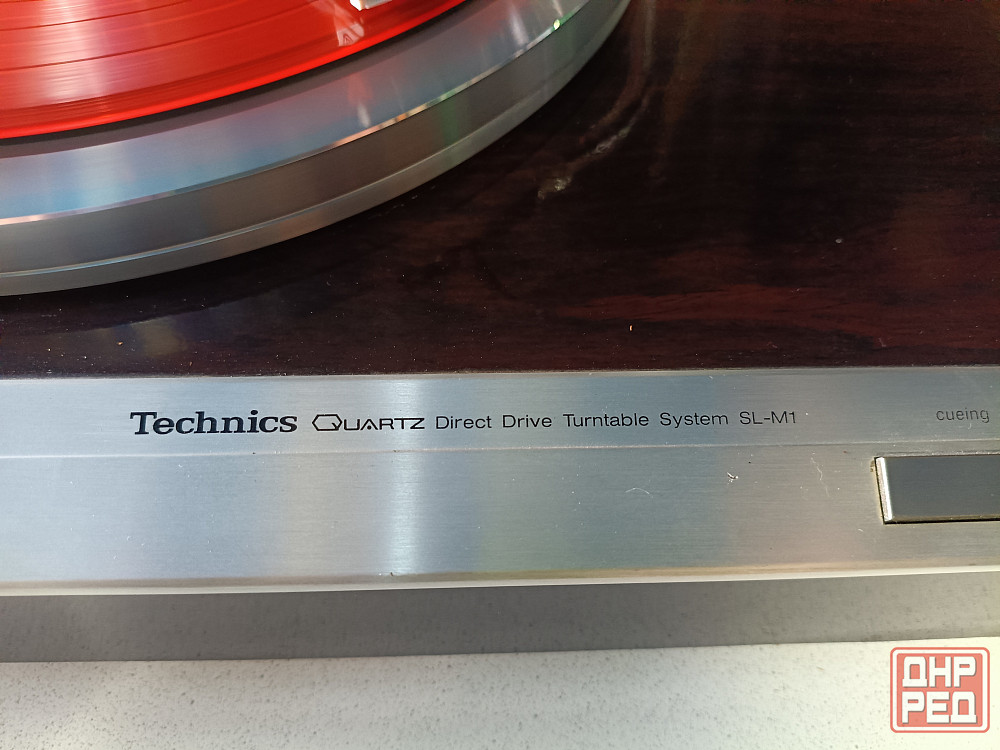 Technics QUARTZ Direct Drive Turntable System SL-M1
cueing
ДНР
РЕД